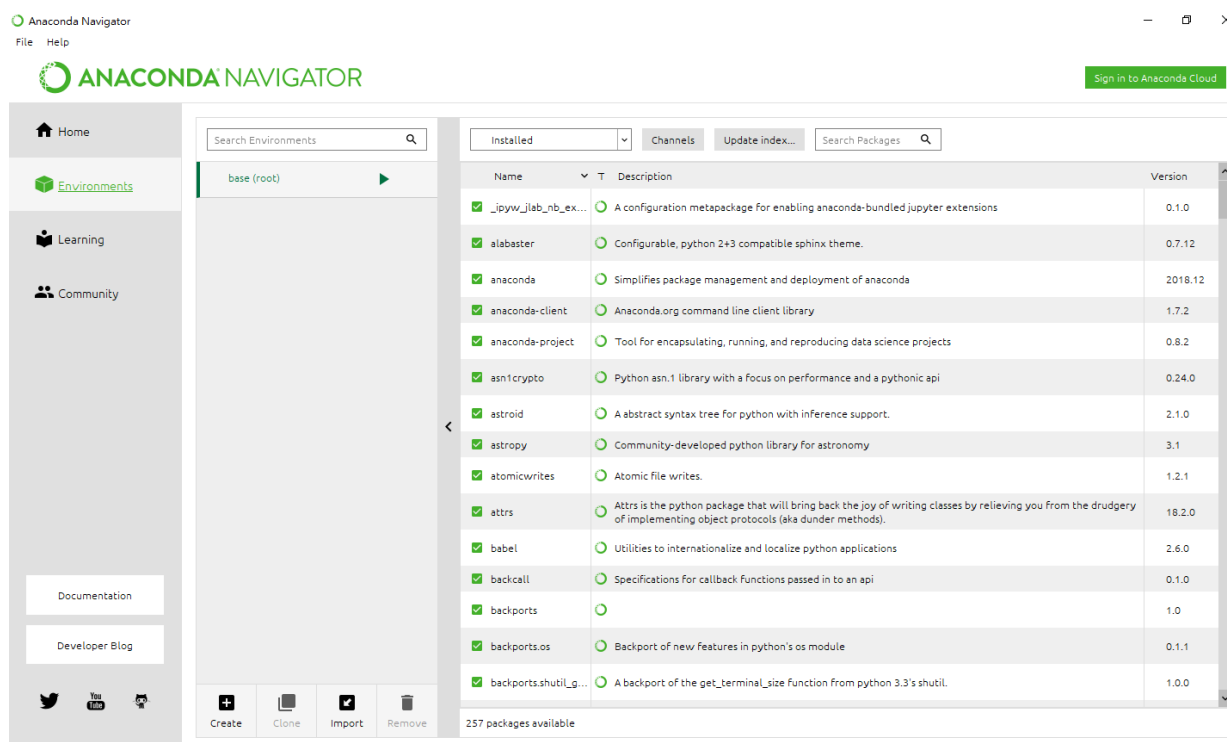 Anaconda Navigator
File Help
ANACONDA NAVIGATOR
Sign in to Anaconda Cloud
Home
Environments
Learning
Community
Documentation
Developer Blog
You Tube
Search Environments
base (root)
Create Clone Import Remove
Installed Channels Update index... Search Packages
Name T Description Version
_ipyw_jlab_nb_ex... A configuration metapackage for enabling anaconda-bundled jupyter extensions 0.1.0
alabaster Configurable, python 2+3 compatible sphinx theme. 0.7.12
anaconda Simplifies package management and deployment of anaconda 2018.12
anaconda-client Anaconda.org command line client library 1.7.2
anaconda-project Tool for encapsulating, running, and reproducing data science projects 0.8.2
asn1crypto Python asn.1 library with a focus on performance and a pythonic api 0.24.0
astroid A abstract syntax tree for python with inference support. 2.1.0
astropy Community-developed python library for astronomy 3.1
atomicwrites Atomic file writes. 1.2.1
attrs Attrs is the python package that will bring back the joy of writing classes by relieving you from the drudgery
of implementing object protocols (aka dunder methods). 18.2.0
babel Utilities to internationalize and localize python applications 2.6.0
backcall Specifications for callback functions passed in to an api 0.1.0
backports 1.0
backports.os Backport of new features in python's os module 0.1.1
backports.shutil_g... A backport of the get_terminal_size function from python 3.3's shutil. 1.0.0
257 packages available